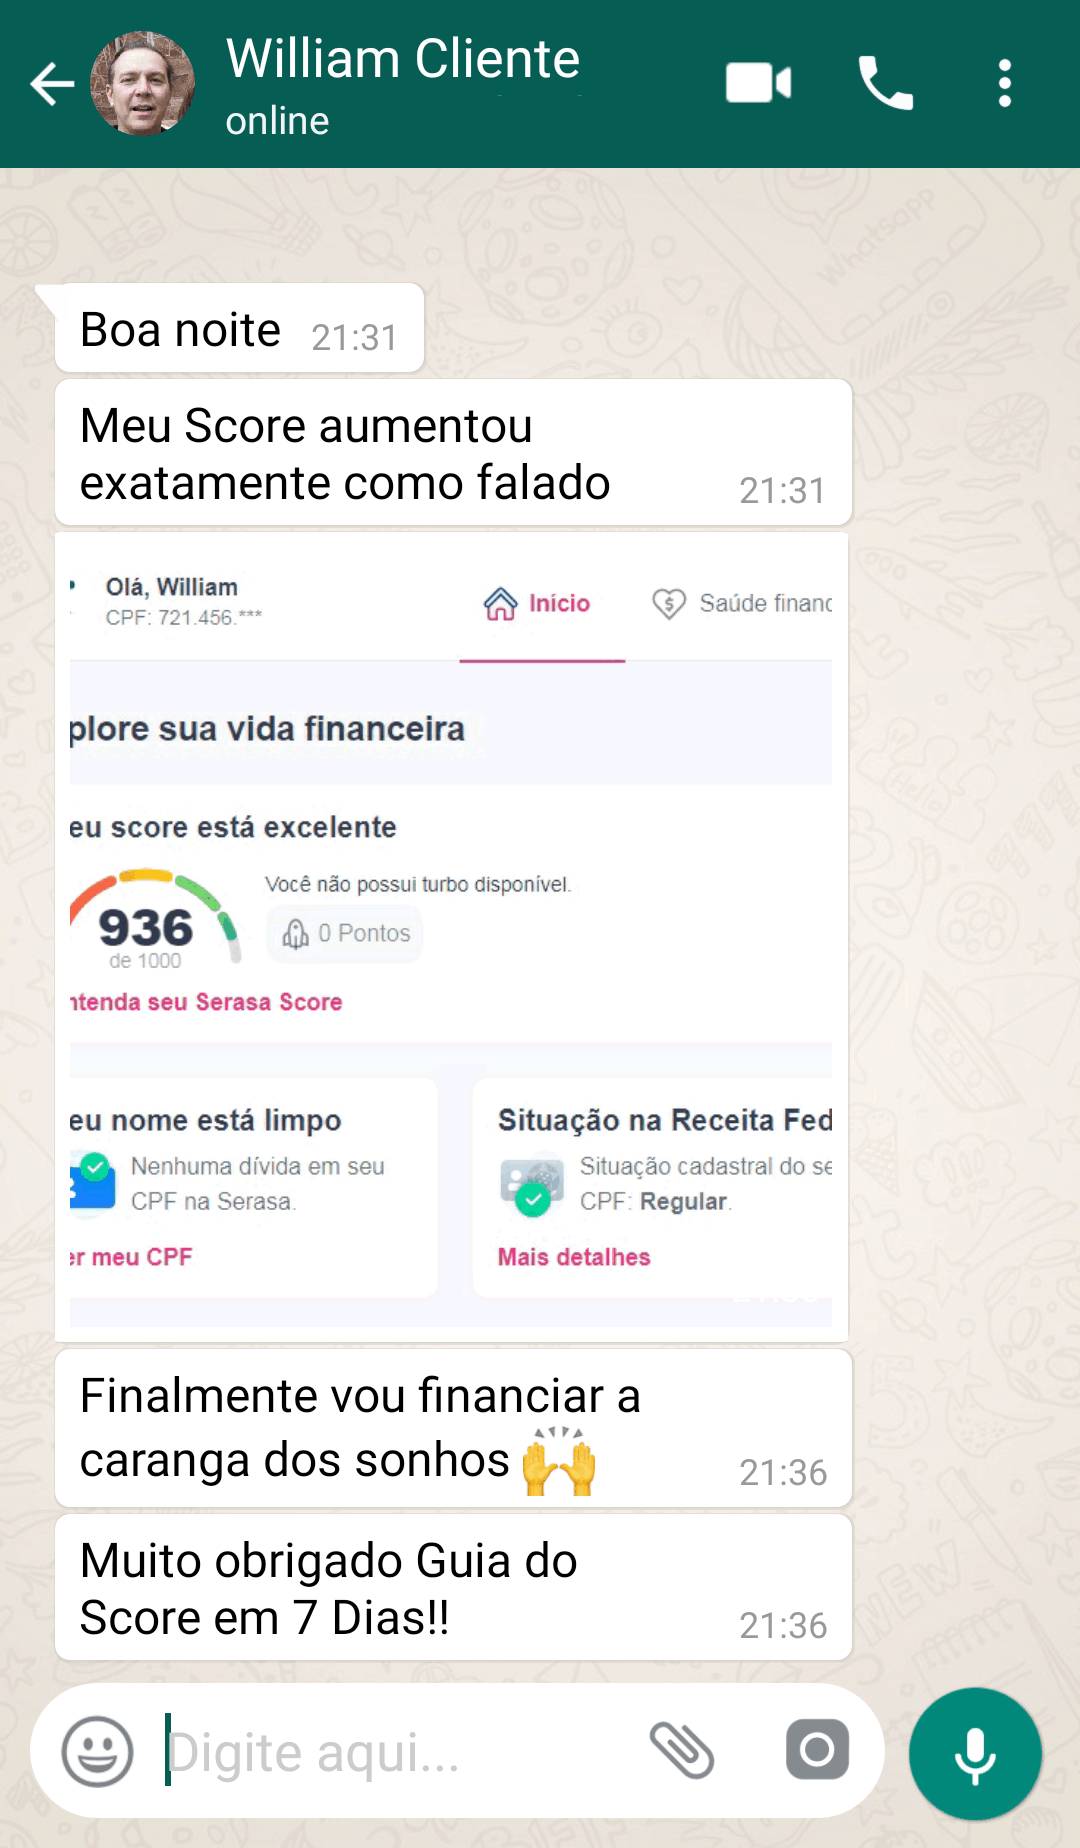 William Cliente
online
Boa noite 21:31
Meu Score aumentou
exatamente como falado 21:31
Olá, William
CPF: 721.456.***
Início
Saúde financ
plore sua vida financeira
eu score está excelente
Você não possui turbo disponível.
936
de 1000
0 Pontos
ntenda seu Serasa Score
eu nome está limpo
Nenhuma dívida em seu
CPF na Serasa.
er meu CPF
Situação na Receita Fed
Situação cadastral do se
CPF: Regular.
Mais detalhes
Finalmente vou financiar a
caranga dos sonhos 🙌 21:36
Muito obrigado Guia do
Score em 7 Dias!! 21:36
Digite aqui...